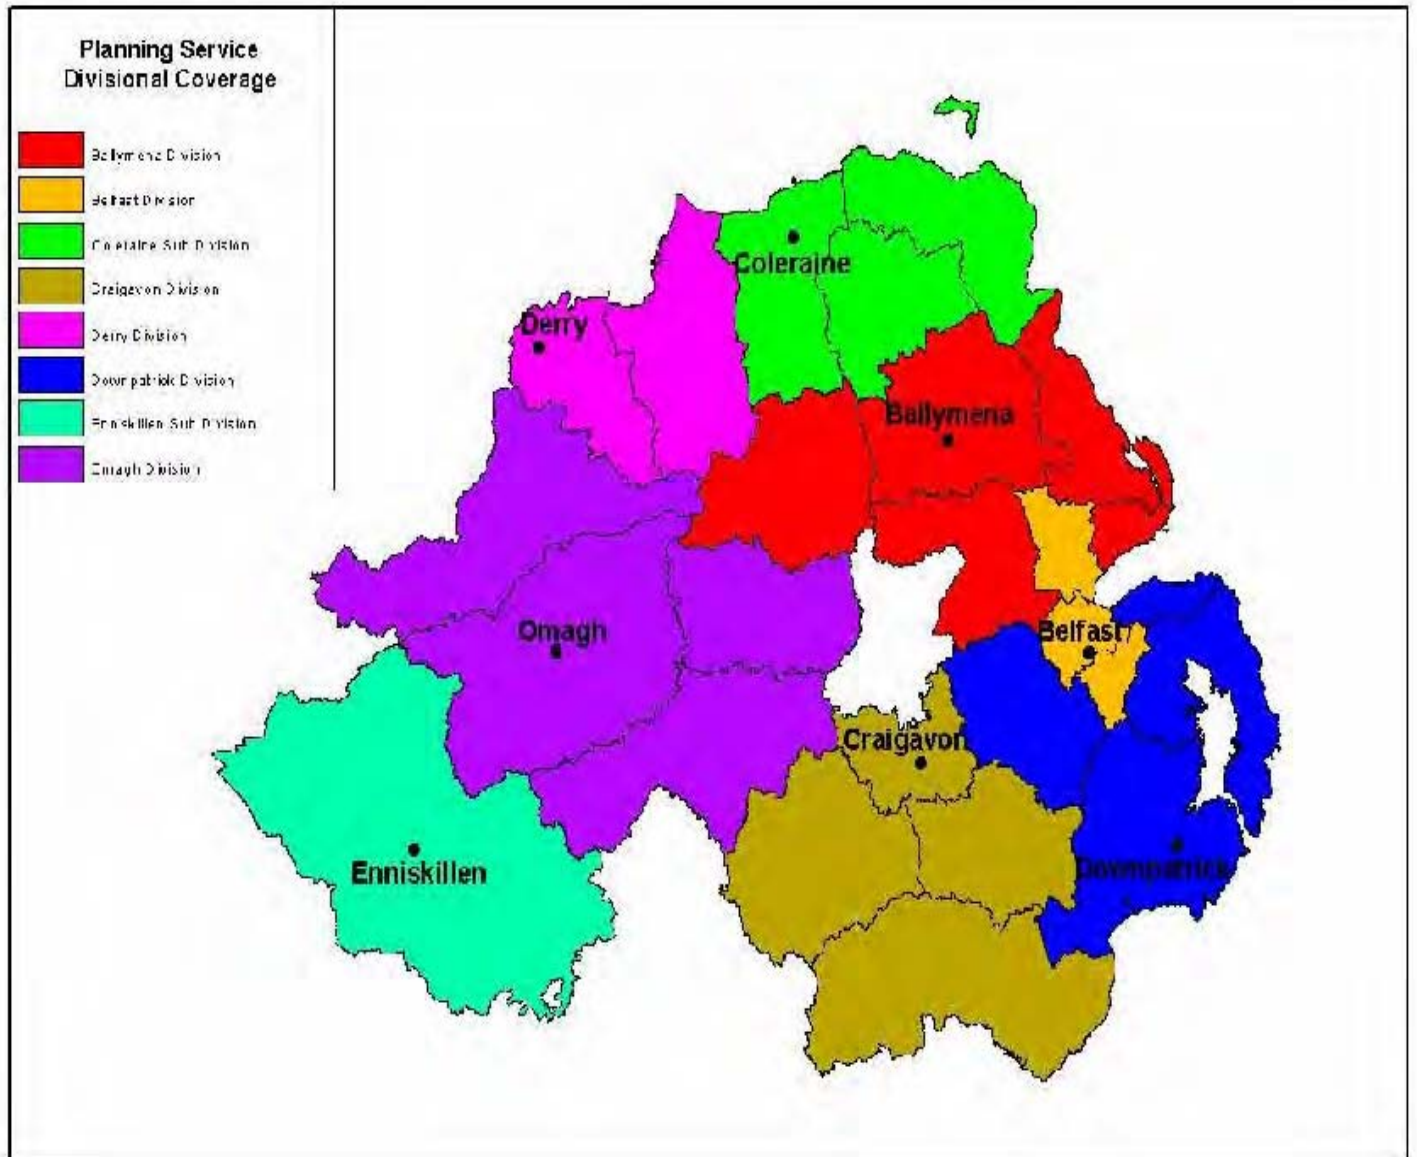 Planning Service
Divisional Coverage
Ballymena Division
Belfast Division
Coleraine Sub Division
Craigavon Division
Derry Division
Downpatrick Division
Enniskillen Sub Division
Omagh Division
Coleraine
Derry
Ballymena
Omagh
Belfast
Craigavon
Enniskillen
Downpatrick